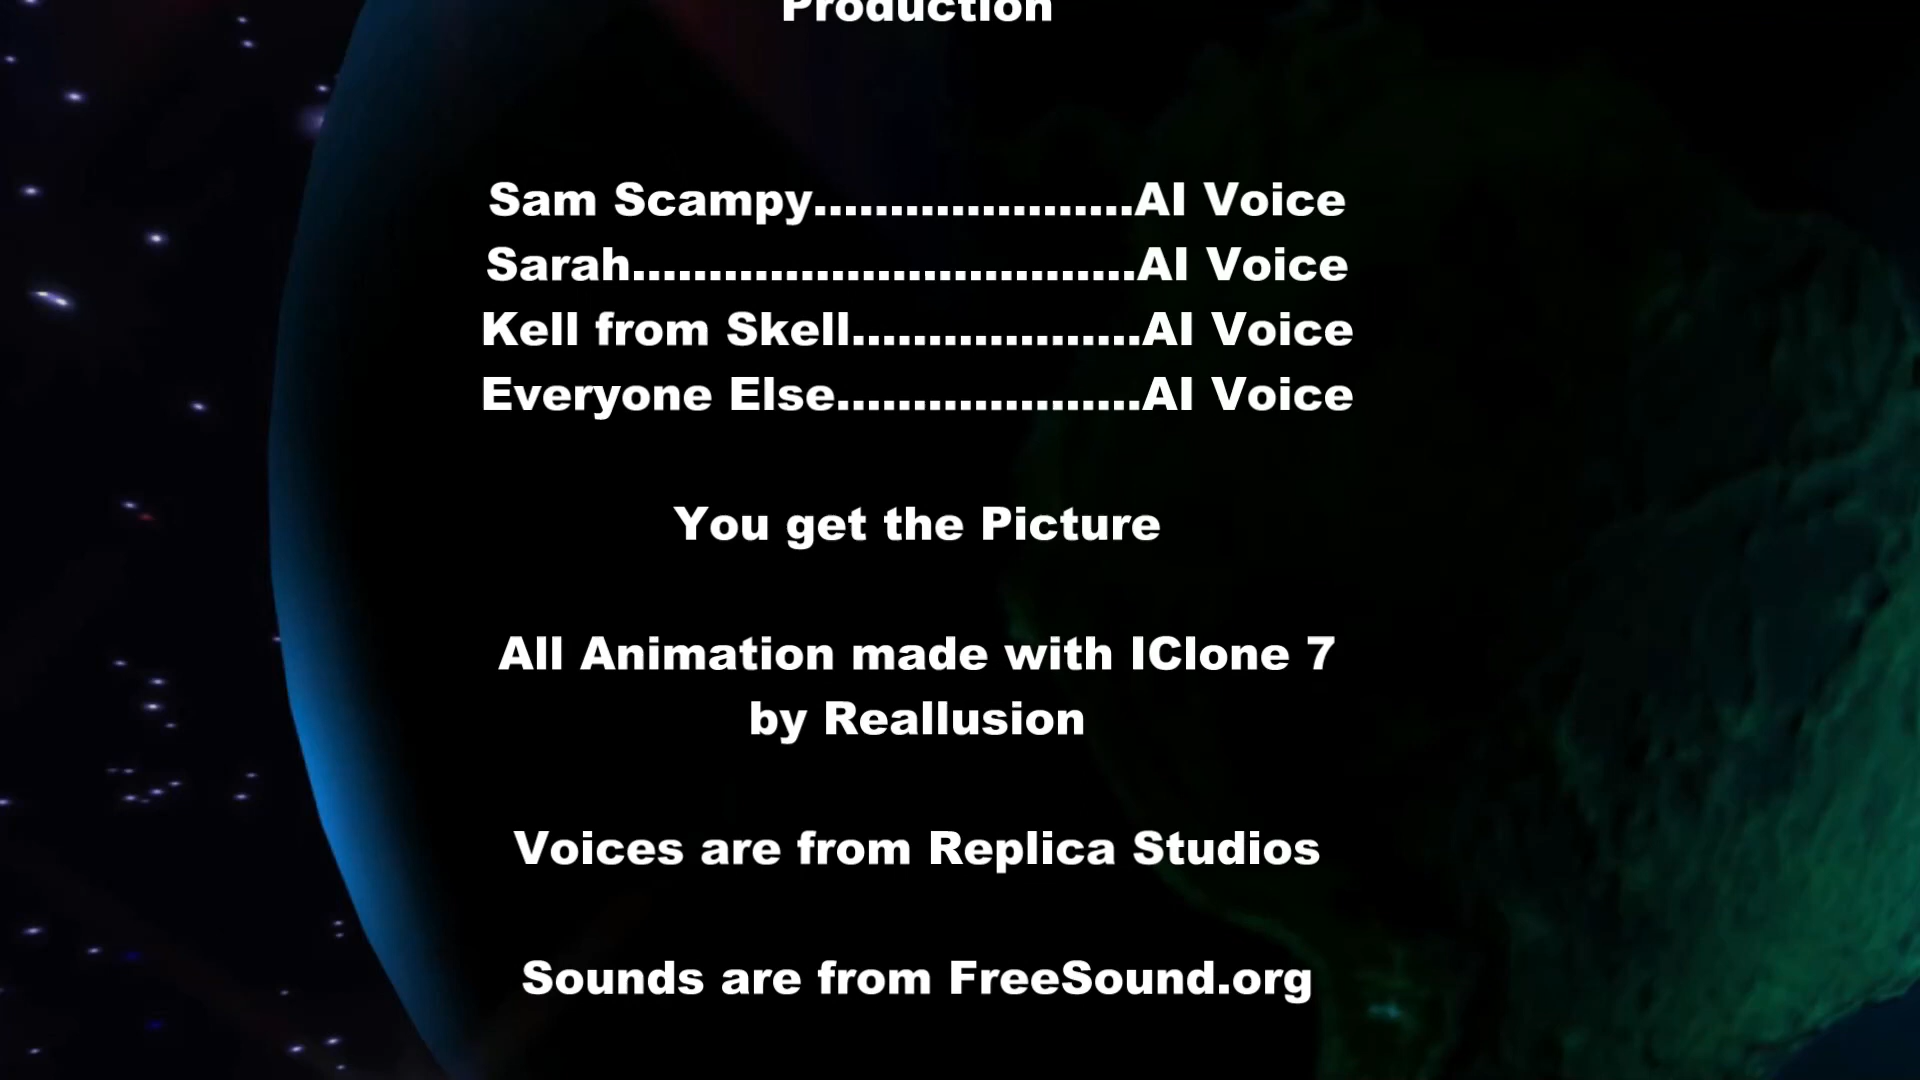 Production
Sam Scampy.....................AI Voice
Sarah.................................AI Voice
Kell from Skell...................AI Voice
Everyone Else....................AI Voice
You get the Picture
All Animation made with IClone 7
by Reallusion
Voices are from Replica Studios
Sounds are from FreeSound.org